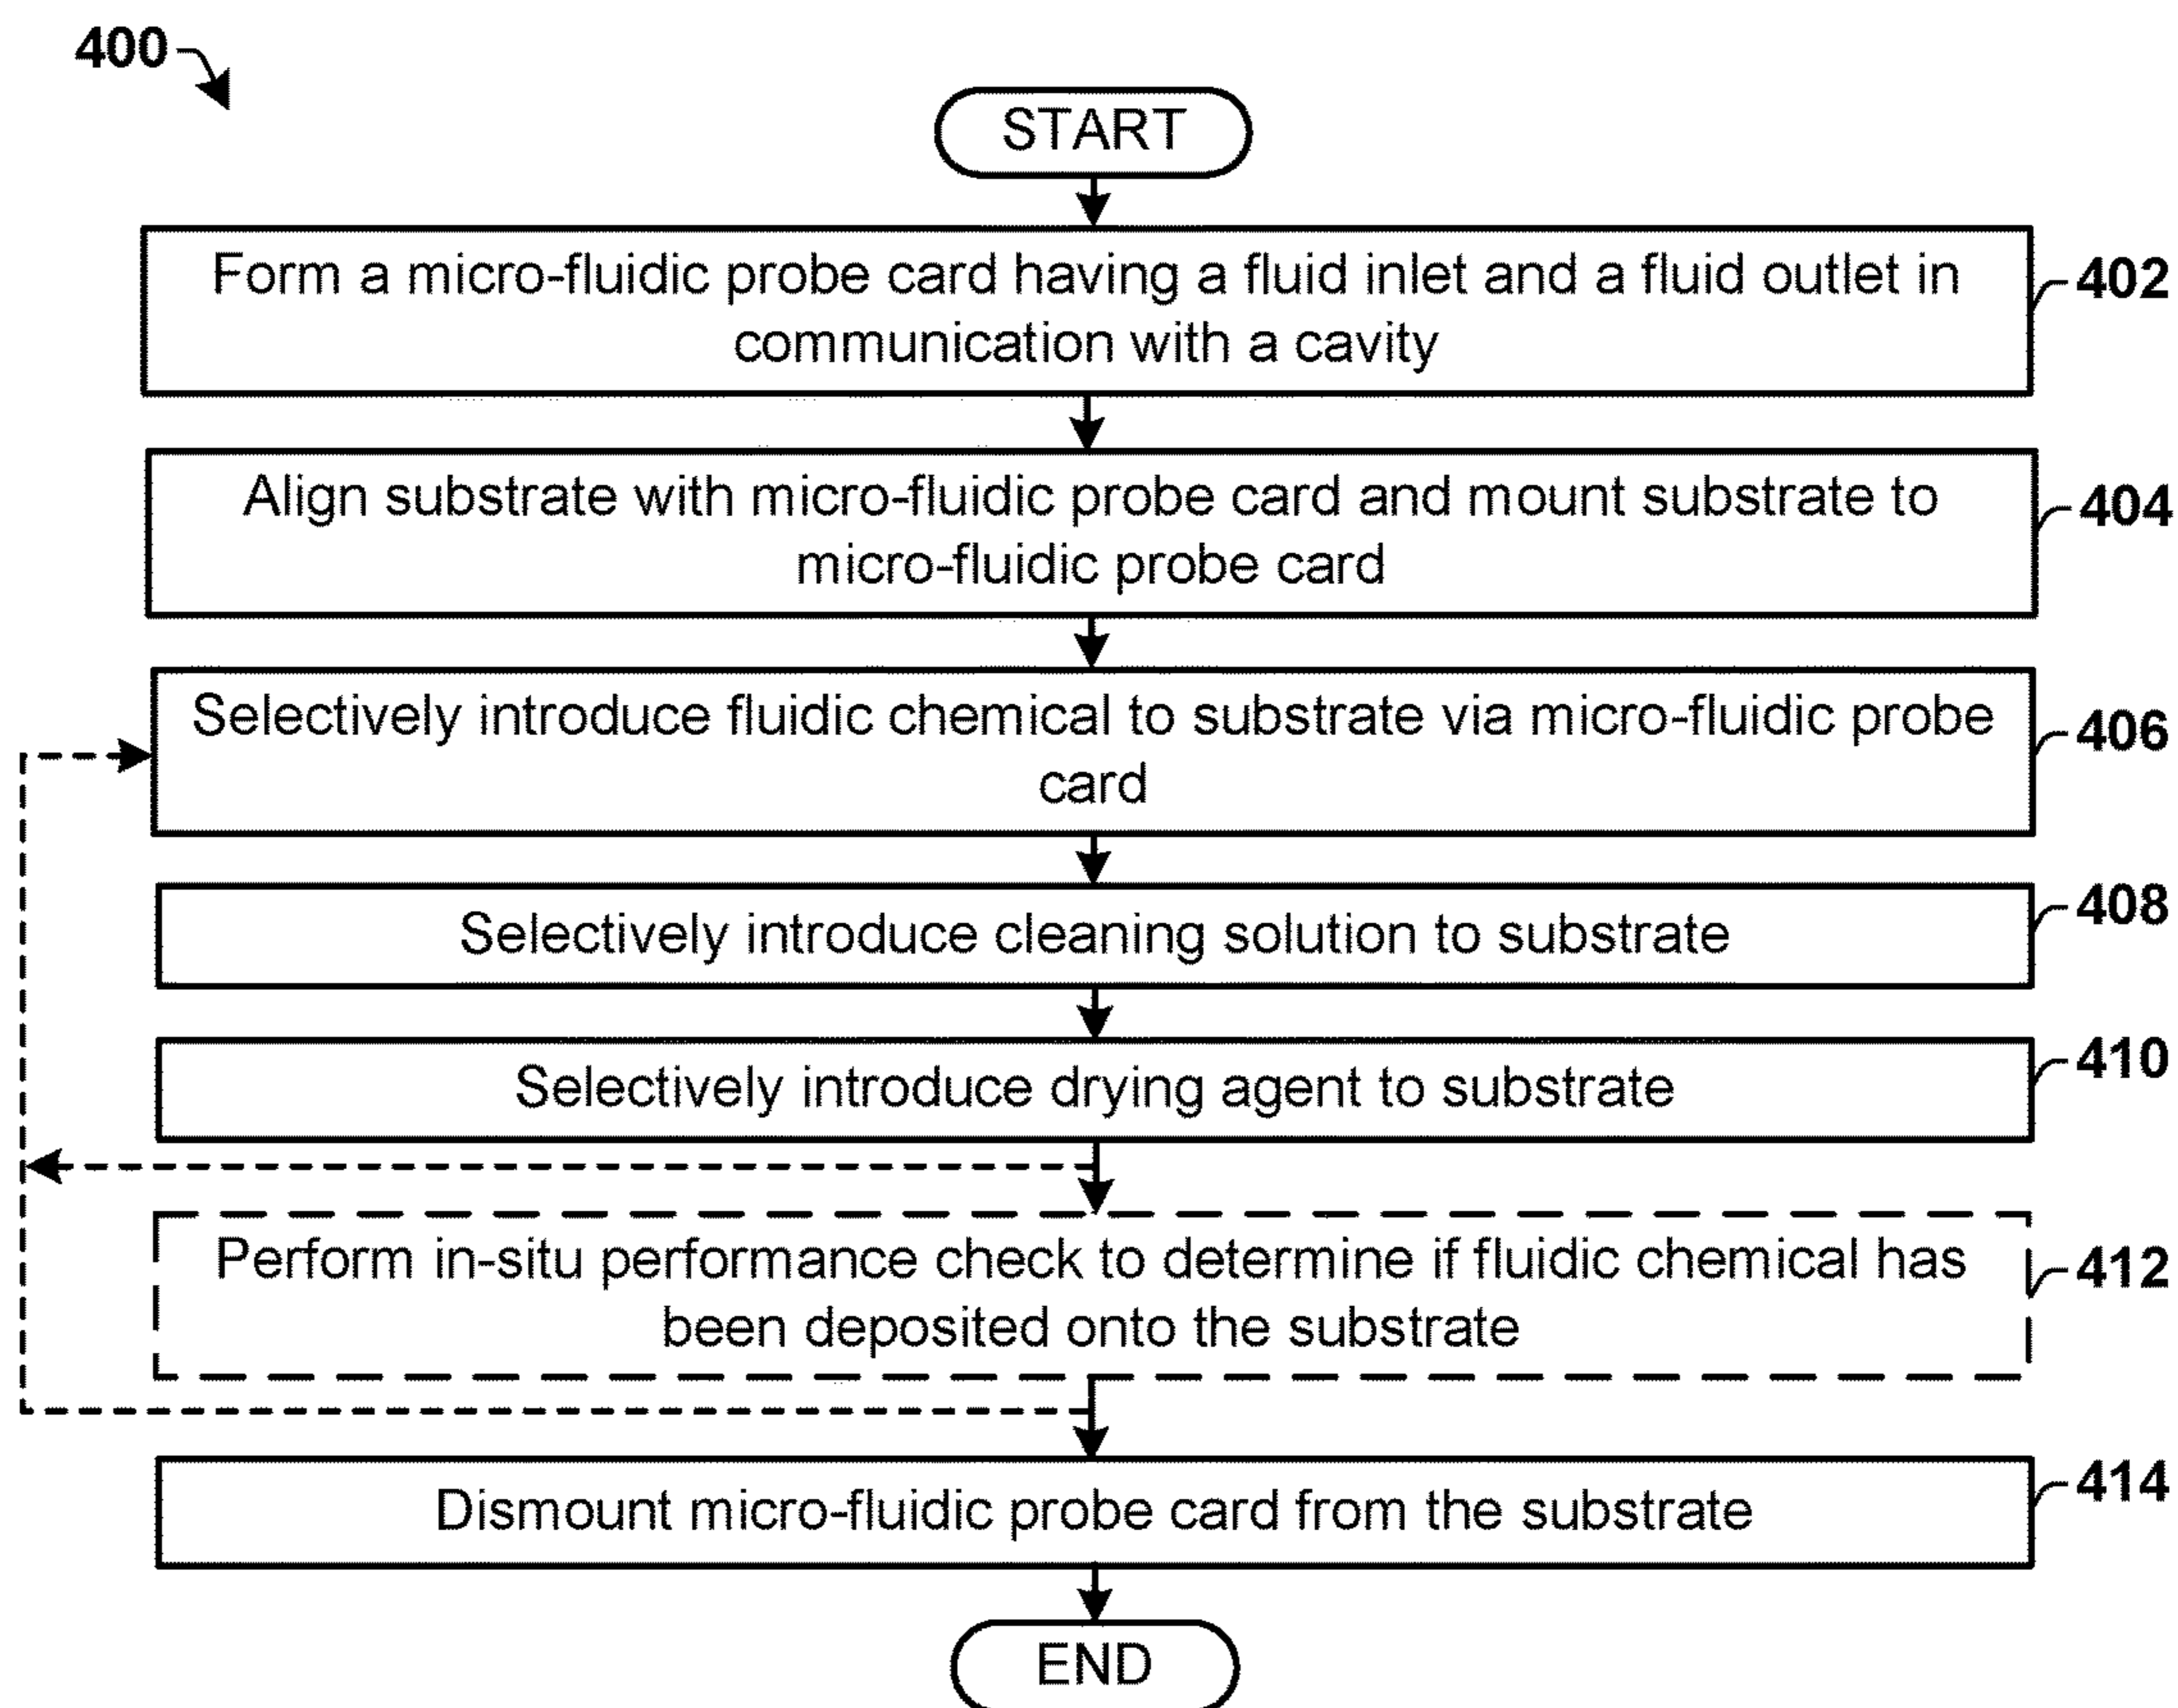 400
START
Form a micro-fluidic probe card having a fluid inlet and a fluid outlet in
communication with a cavity
402
Align substrate with micro-fluidic probe card and mount substrate to
micro-fluidic probe card
404
Selectively introduce fluidic chemical to substrate via micro-fluidic probe
card
406
Selectively introduce cleaning solution to substrate
408
Selectively introduce drying agent to substrate
410
Perform in-situ performance check to determine if fluidic chemical has
been deposited onto the substrate
412
Dismount micro-fluidic probe card from the substrate
414
END